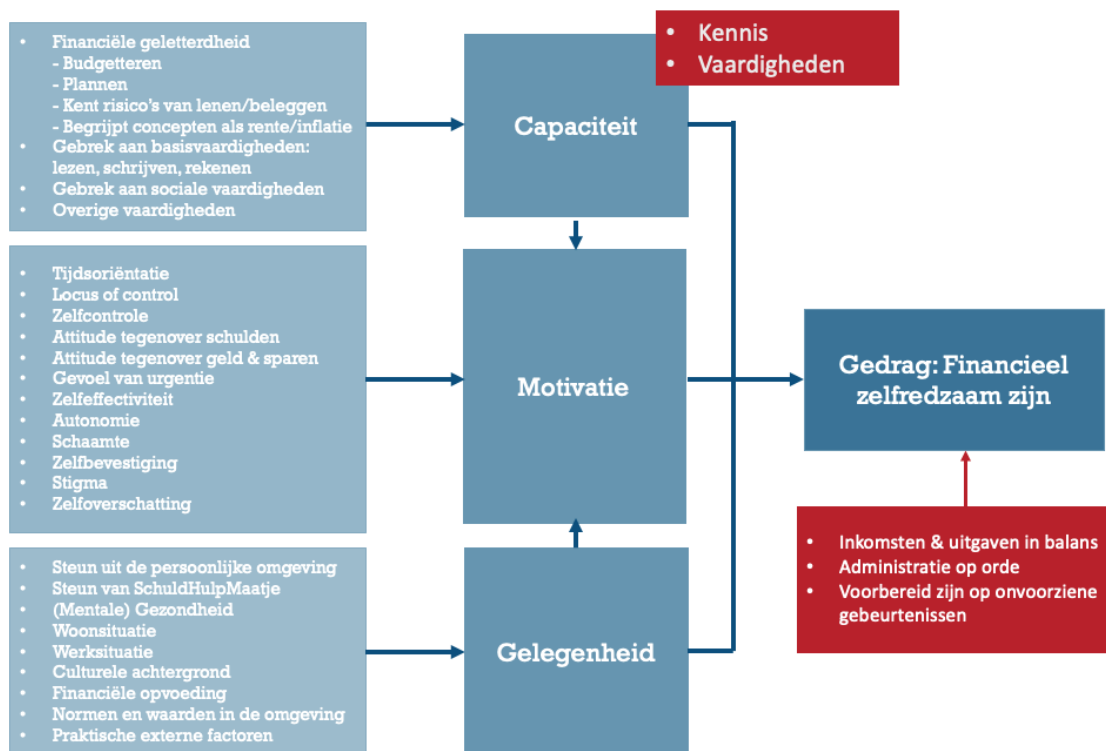 • Financiële geletterdheid
- Budgetteren
- Plannen
- Kent risico's van lenen/beleggen
- Begrijpt concepten als rente/inflatie
• Gebrek aan basisvaardigheden:
lezen, schrijven, rekenen
• Gebrek aan sociale vaardigheden
• Overige vaardigheden
Capaciteit
• Kennis
• Vaardigheden
• Tijdsoriëntatie
• Locus of control
• Zelfcontrole
• Attitude tegenover schulden
• Attitude tegenover geld & sparen
• Gevoel van urgentie
• Zelfeffectiviteit
• Autonomie
• Schaamte
• Zelfbevestiging
• Stigma
• Zelfoverschatting
Motivatie
Gedrag: Financieel
zelfredzaam zijn
• Steun uit de persoonlijke omgeving
• Steun van SchuldHulpMaatje
• (Mentale) Gezondheid
• Woonsituatie
• Werksituatie
• Culturele achtergrond
• Financiële opvoeding
• Normen en waarden in de omgeving
• Praktische externe factoren
Gelegenheid
• Inkomsten & uitgaven in balans
• Administratie op orde
• Voorbereid zijn op onvoorziene
gebeurtenissen